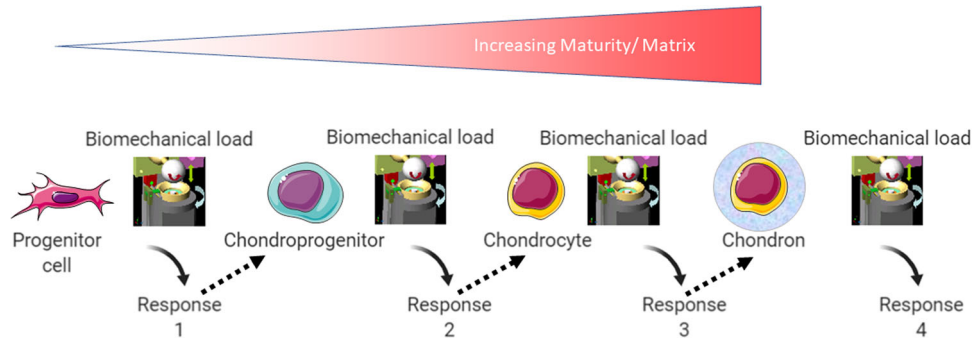 Increasing Maturity/ Matrix
Biomechanical load
Biomechanical load
Biomechanical load
Biomechanical load
Progenitor
cell
Chondroprogenitor
Chondrocyte
Chondron
Response
1
Response
2
Response
3
Response
4